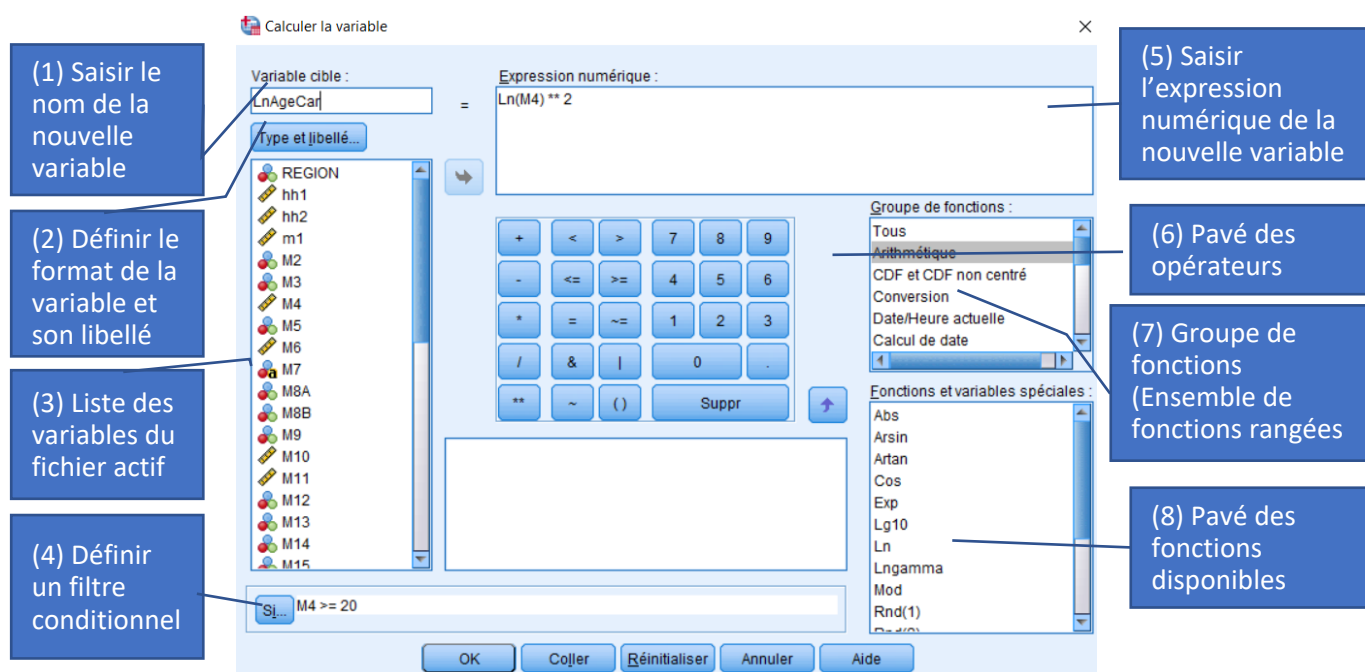 Calculer la variable
(1) Saisir le
nom de la
nouvelle
variable
(2) Définir le
format de la
variable et
son libellé
(3) Liste des
variables du
fichier actif
(4) Définir
un filtre
conditionnel
Variable cible :
LnAgeCar
=
Type et libellé...
REGION
hh1
hh2
m1
M2
M3
M4
M5
M6
M7
M8A
M8B
M9
M10
M11
M12
M13
M14
M15
Expression numérique :
Ln(M4) ** 2
+ < > 7 8 9
- <= >= 4 5 6
* = ~= 1 2 3
/ & | 0 .
** ~ ( ) Suppr
Groupe de fonctions :
Tous
Arithmétique
CDF et CDF non centré
Conversion
Date/Heure actuelle
Calcul de date
Fonctions et variables spéciales :
Abs
Arsin
Artan
Cos
Exp
Lg10
Ln
Lngamma
Mod
Rnd(1)
Si...
M4 >= 20
OK Coller Réinitialiser Annuler Aide
(5) Saisir
l’expression
numérique de la
nouvelle variable
(6) Pavé des
opérateurs
(7) Groupe de
fonctions
(Ensemble de
fonctions rangées
(8) Pavé des
fonctions
disponibles